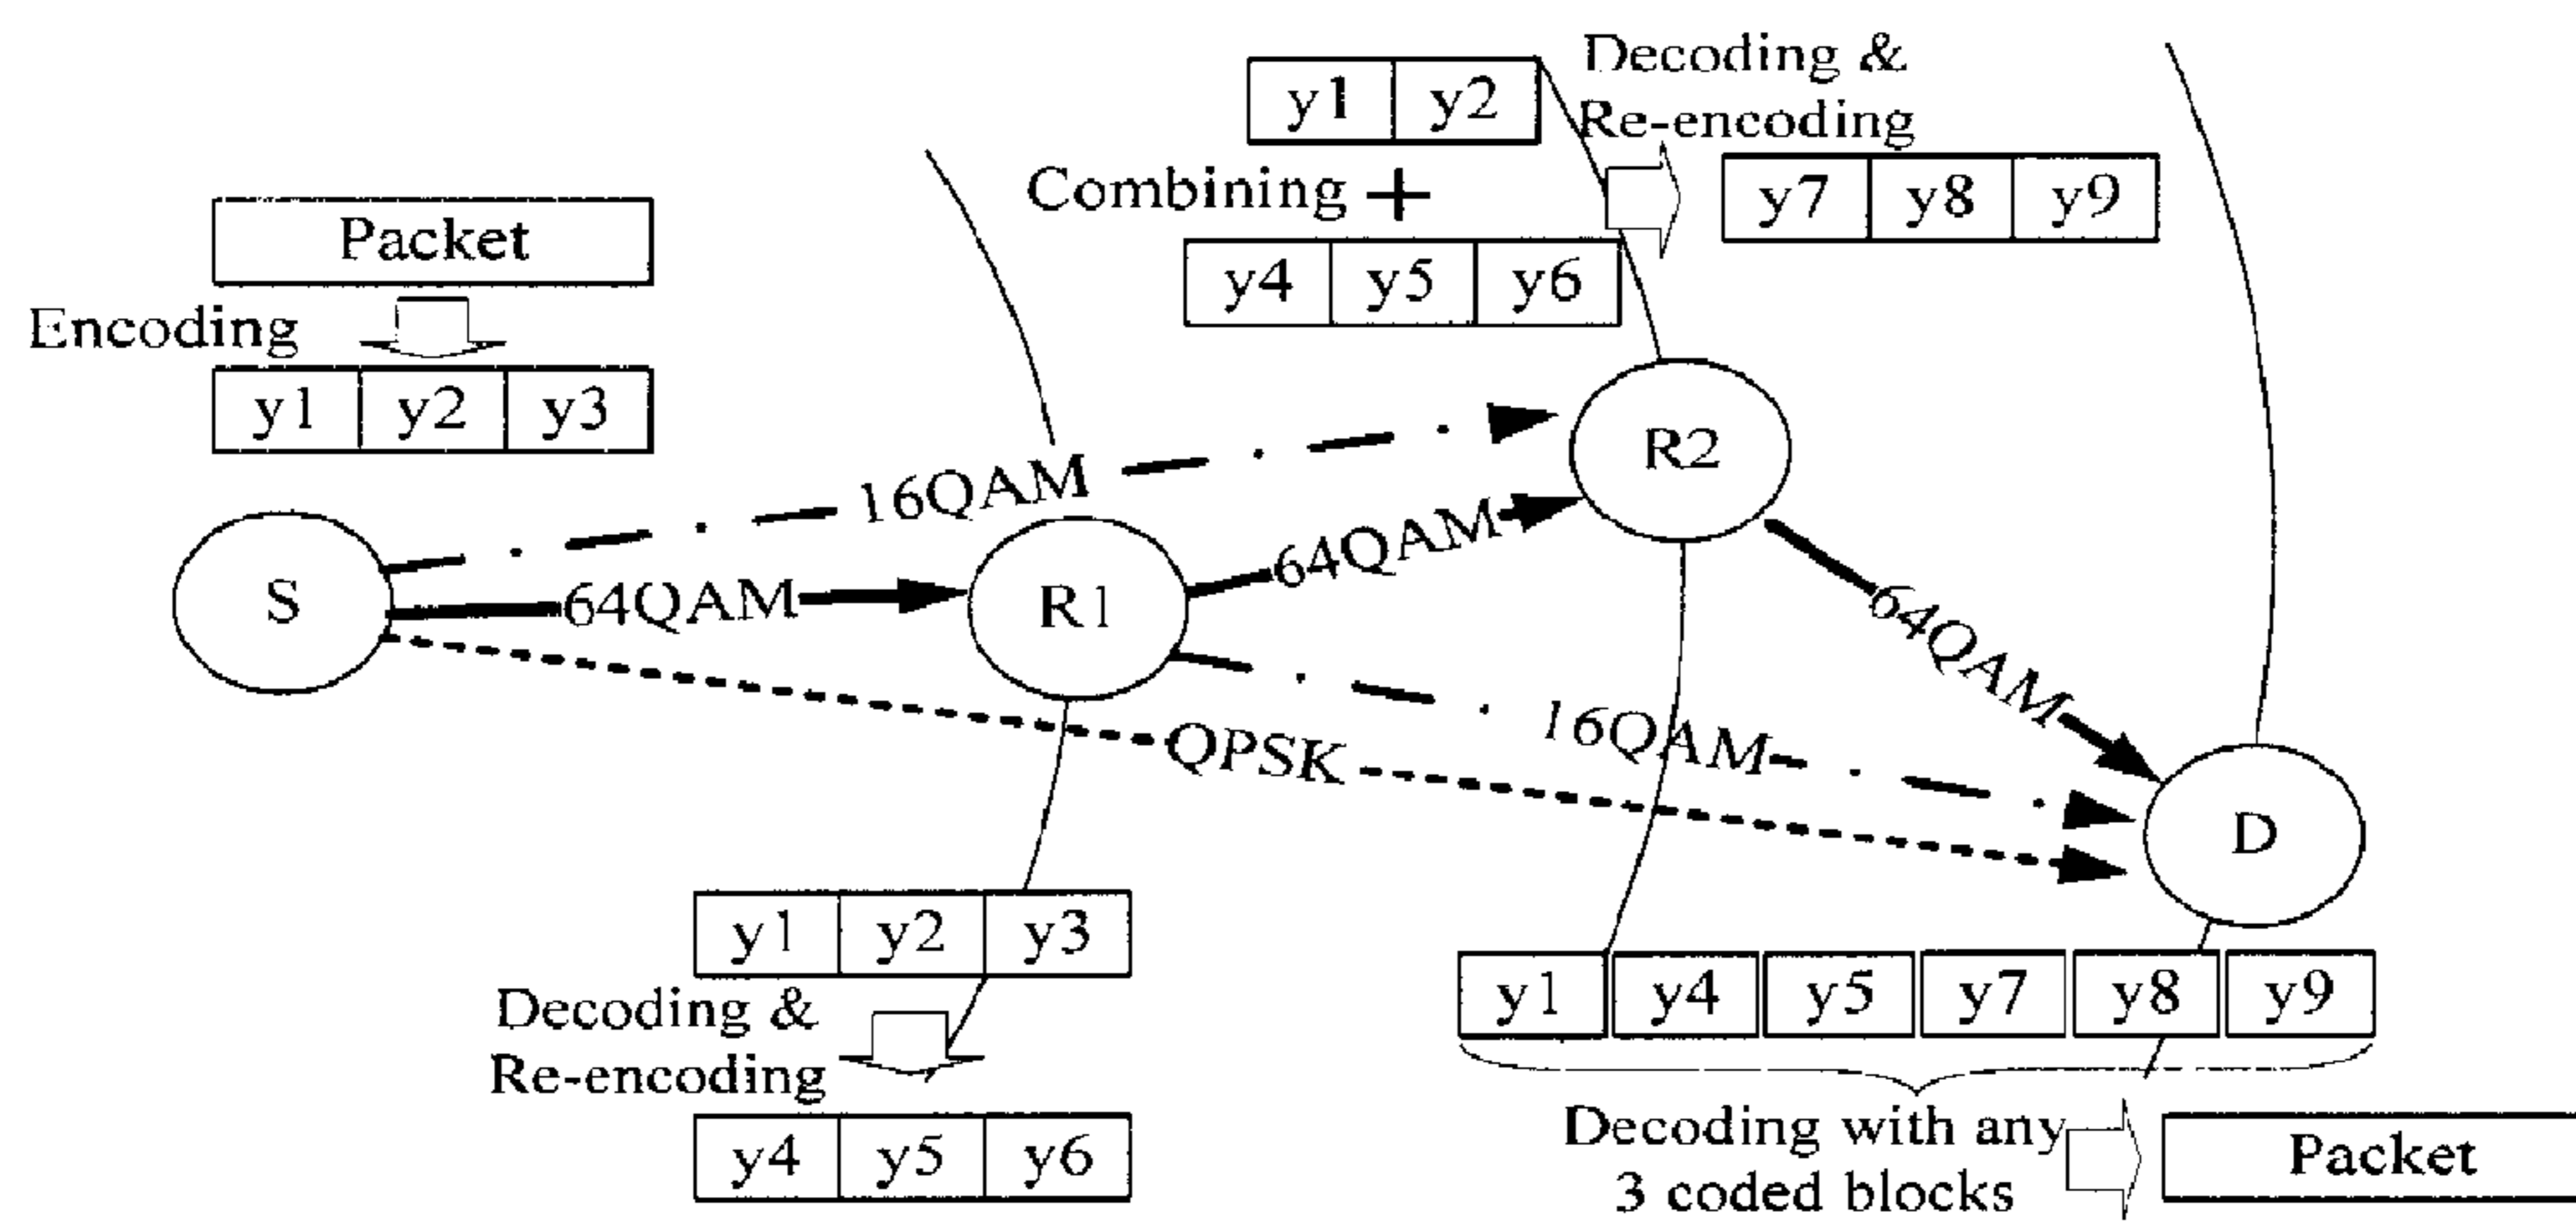 Packet
Encoding
y1 y2 y3
y1 y2
Combining +
y4 y5 y6
Decoding &
Re-encoding
y7 y8 y9
S
16QAM
64QAM
QPSK
R1
64QAM
16QAM
R2
64QAM
D
y1 y2 y3
Decoding &
Re-encoding
y4 y5 y6
y1 y4 y5 y7 y8 y9
Decoding with any
3 coded blocks
Packet